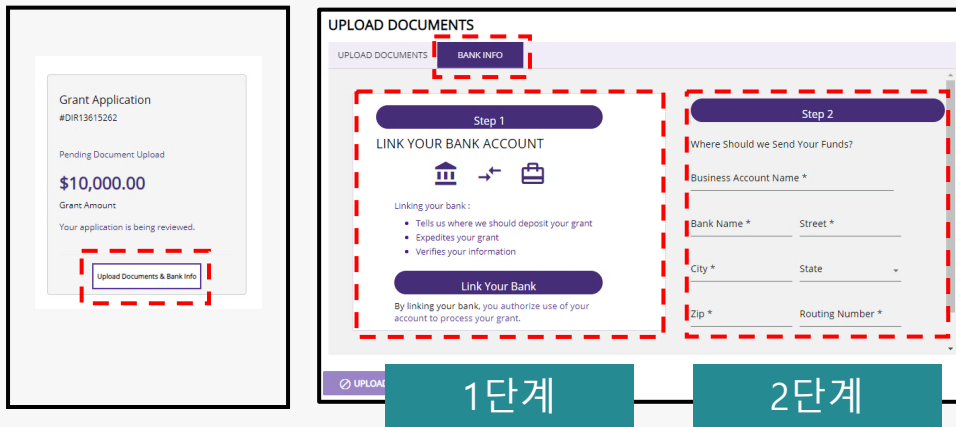 Grant Application
#DIR13615262
Pending Document Upload
$10,000.00
Grant Amount
Your application is being reviewed.
Upload Documents & Bank Info
UPLOAD DOCUMENTS
UPLOAD DOCUMENTS BANK INFO
Step 1
LINK YOUR BANK ACCOUNT
Linking your bank :
Tells us where we should deposit your grant
Expedites your grant
Verifies your information
Link Your Bank
By linking your bank, you authorize use of your
account to process your grant.
Step 2
Where Should we Send Your Funds?
Business Account Name *
Bank Name * Street *
City * State
Zip * Routing Number *
1단계
2단계